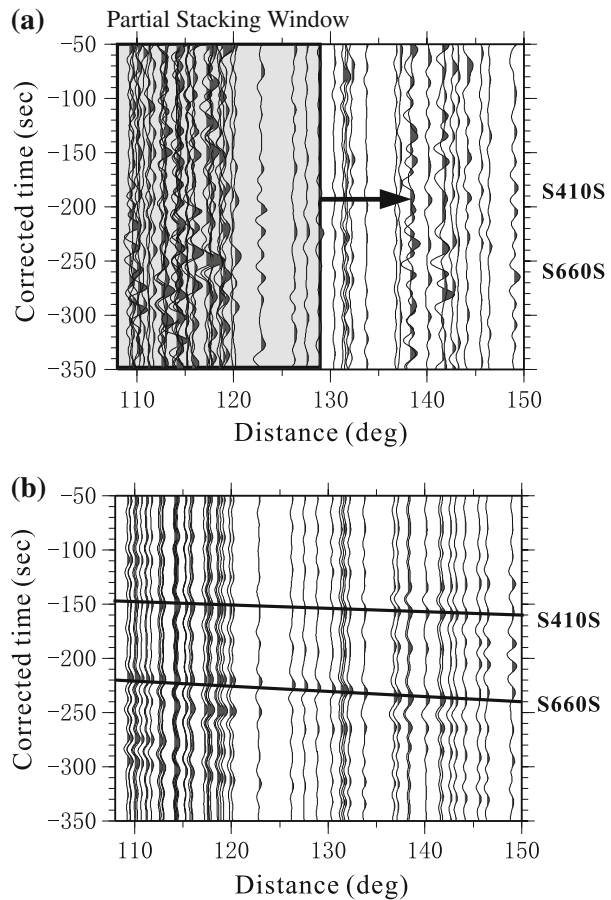 (a) Partial Stacking Window
−50
−100
−150
−200
−250
−300
−350
Corrected time (sec)
S410S
S660S
110 120 130 140 150
Distance (deg)
(b)
−50
−100
−150
−200
−250
−300
−350
Corrected time (sec)
S410S
S660S
110 120 130 140 150
Distance (deg)